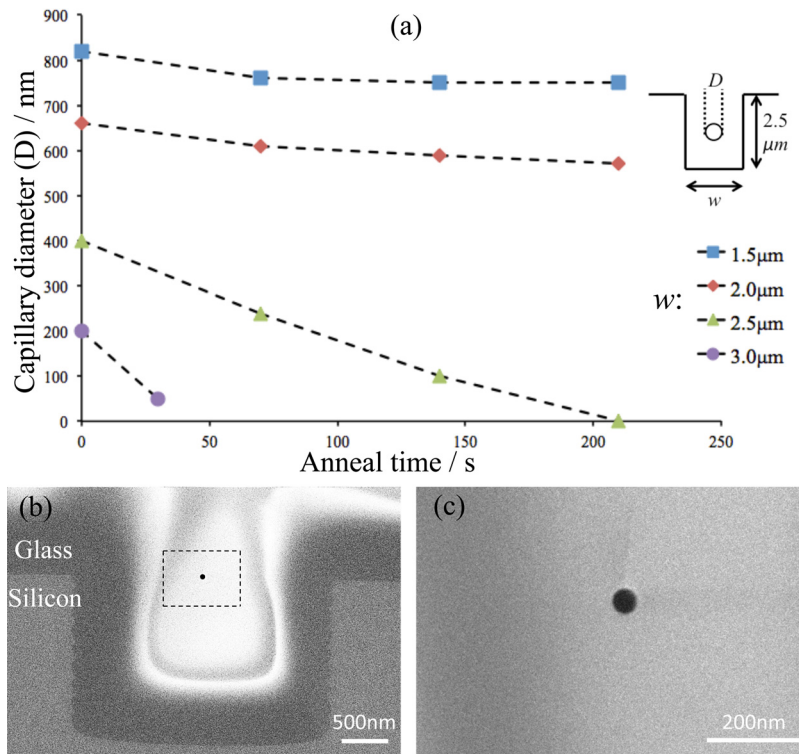 (a)
Capillary diameter (D) / nm
900
800
700
600
500
400
300
200
100
0
0
50
100
150
200
250
Anneal time / s
D
2.5
μm
w
w:
1.5μm
2.0μm
2.5μm
3.0μm
(b)
Glass
Silicon
500nm
(c)
200nm